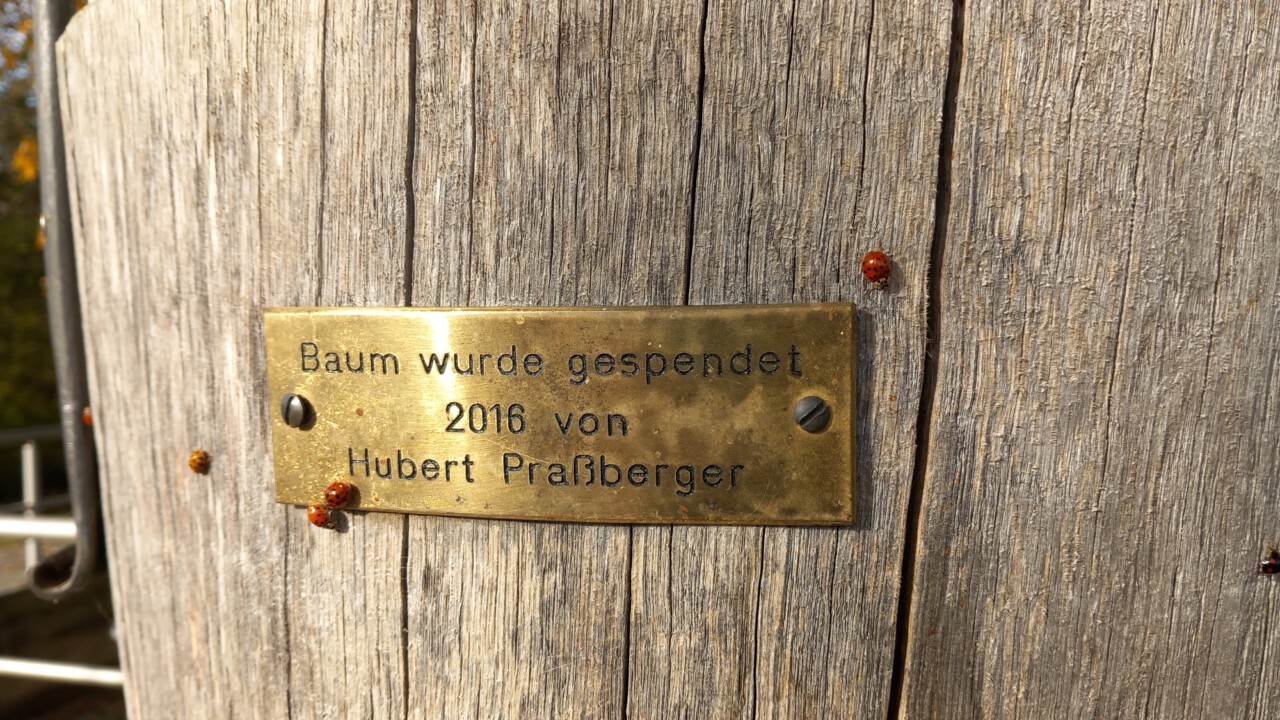 Baum wurde gespendet
2016 von
Hubert Praßberger